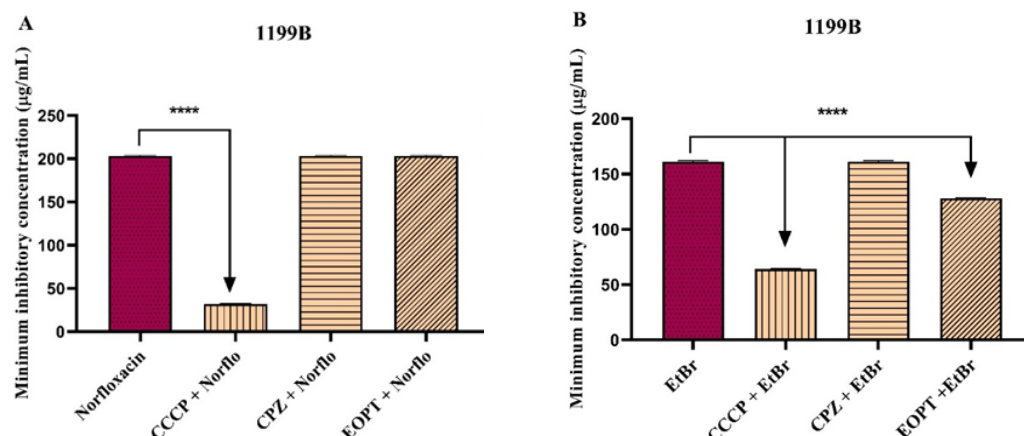 A
1199B
Minimum inhibitory concentration (µg/mL)
250
200
150
100
50
0
****
Norfloxacin
CCCP + Norflo
CPZ + Norflo
EOPT + Norflo
B
1199B
Minimum inhibitory concentration (µg/mL)
200
150
100
50
0
****
EtBr
CCCP + EtBr
CPZ + EtBr
EOPT +EtBr